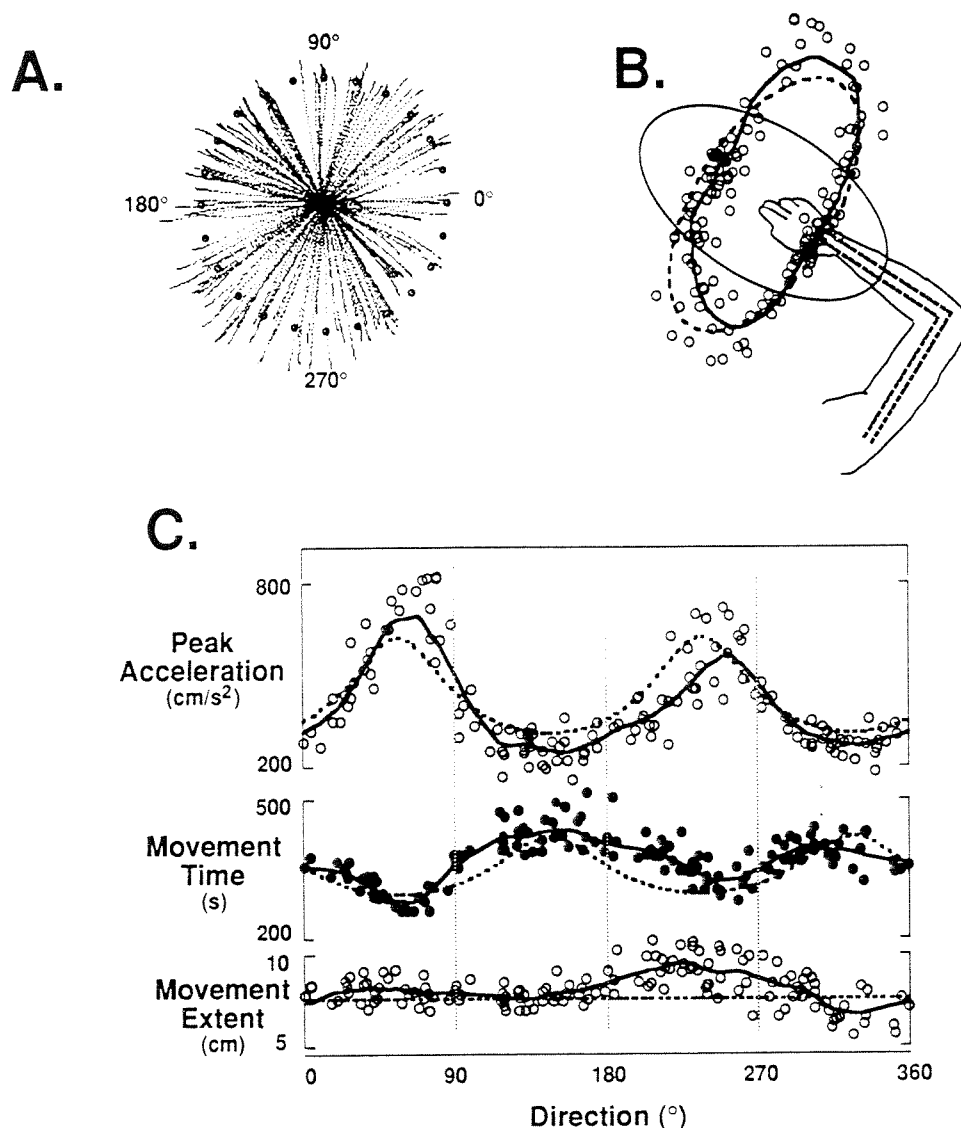 A.
90°
180°
0°
270°
B.
C.
800
Peak
Acceleration
(cm/s²)
200
500
Movement
Time
(s)
200
10
Movement
Extent
(cm)
5
0
90
180
270
360
Direction (°)